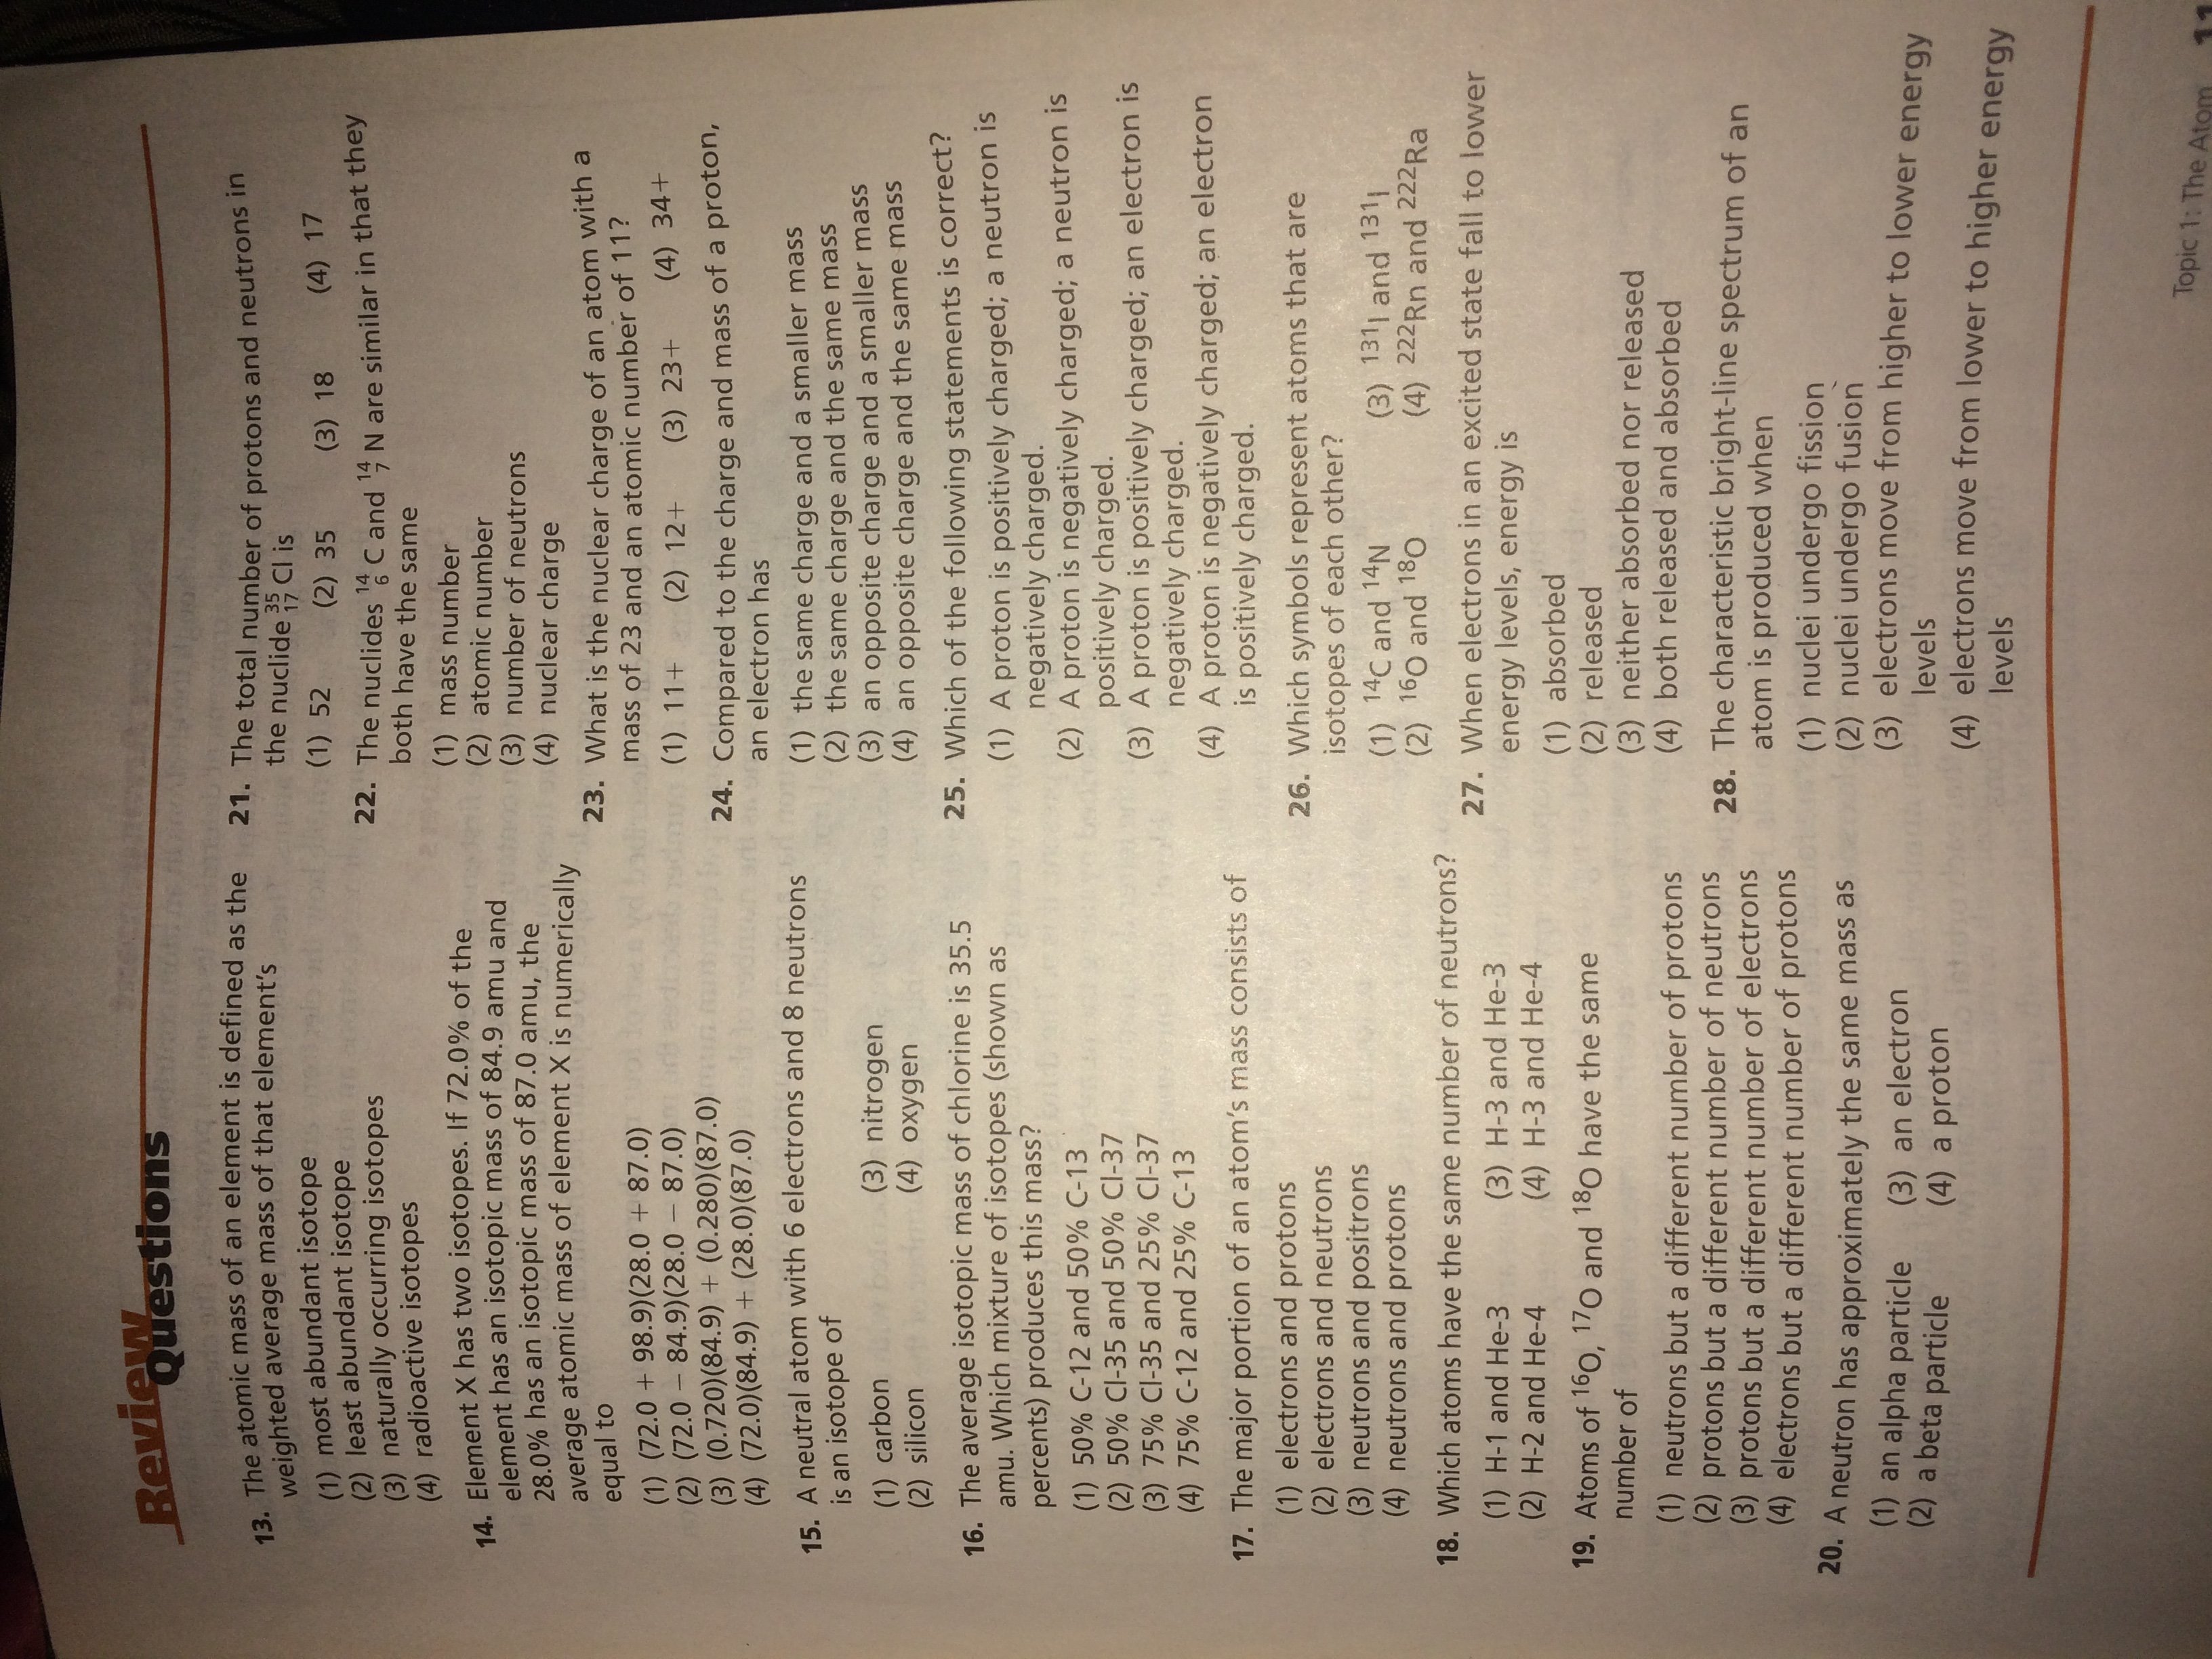 Review
Questions
13. The atomic mass of an element is defined as the
weighted average mass of that element's
(1) most abundant isotope
(2) least abundant isotope
(3) naturally occurring isotopes
(4) radioactive isotopes
14. Element X has two isotopes. If 72.0% of the
element has an isotopic mass of 84.9 amu and
28.0% has an isotopic mass of 87.0 amu, the
average atomic mass of element X is numerically
equal to
(1) (72.0 + 98.9)(28.0 + 87.0)
(2) (72.0 − 84.9)(28.0 − 87.0)
(3) (0.720)(84.9) + (0.280)(87.0)
(4) (72.0)(84.9) + (28.0)(87.0)
15. A neutral atom with 6 electrons and 8 neutrons
is an isotope of
(1) carbon (3) nitrogen
(2) silicon (4) oxygen
16. The average isotopic mass of chlorine is 35.5
amu. Which mixture of isotopes (shown as
percents) produces this mass?
(1) 50% C-12 and 50% C-13
(2) 50% Cl-35 and 50% Cl-37
(3) 75% Cl-35 and 25% Cl-37
(4) 75% C-12 and 25% C-13
17. The major portion of an atom's mass consists of
(1) electrons and protons
(2) electrons and neutrons
(3) neutrons and positrons
(4) neutrons and protons
18. Which atoms have the same number of neutrons?
(1) H-1 and He-3 (3) H-3 and He-3
(2) H-2 and He-4 (4) H-3 and He-4
19. Atoms of ¹⁶O, ¹⁷O and ¹⁸O have the same
number of
(1) neutrons but a different number of protons
(2) protons but a different number of neutrons
(3) protons but a different number of electrons
(4) electrons but a different number of protons
20. A neutron has approximately the same mass as
(1) an alpha particle (3) an electron
(2) a beta particle (4) a proton
21. The total number of protons and neutrons in
the nuclide ³⁵₁₇ Cl is
(1) 52 (2) 35 (3) 18 (4) 17
22. The nuclides ¹⁴₆ C and ¹⁴₇ N are similar in that they
both have the same
(1) mass number
(2) atomic number
(3) number of neutrons
(4) nuclear charge
23. What is the nuclear charge of an atom with a
mass of 23 and an atomic number of 11?
(1) 11+ (2) 12+ (3) 23+ (4) 34+
24. Compared to the charge and mass of a proton,
an electron has
(1) the same charge and a smaller mass
(2) the same charge and the same mass
(3) an opposite charge and a smaller mass
(4) an opposite charge and the same mass
25. Which of the following statements is correct?
(1) A proton is positively charged; a neutron is
negatively charged.
(2) A proton is negatively charged; a neutron is
positively charged.
(3) A proton is positively charged; an electron is
negatively charged.
(4) A proton is negatively charged; an electron
is positively charged.
26. Which symbols represent atoms that are
isotopes of each other?
(1) ¹⁴C and ¹⁴N (3) ¹³¹I and ¹³¹I
(2) ¹⁶O and ¹⁸O (4) ²²²Rn and ²²²Ra
27. When electrons in an excited state fall to lower
energy levels, energy is
(1) absorbed
(2) released
(3) neither absorbed nor released
(4) both released and absorbed
28. The characteristic bright-line spectrum of an
atom is produced when
(1) nuclei undergo fission
(2) nuclei undergo fusion
(3) electrons move from higher to lower energy
levels
(4) electrons move from lower to higher energy
levels
Topic 1: The Atom 11